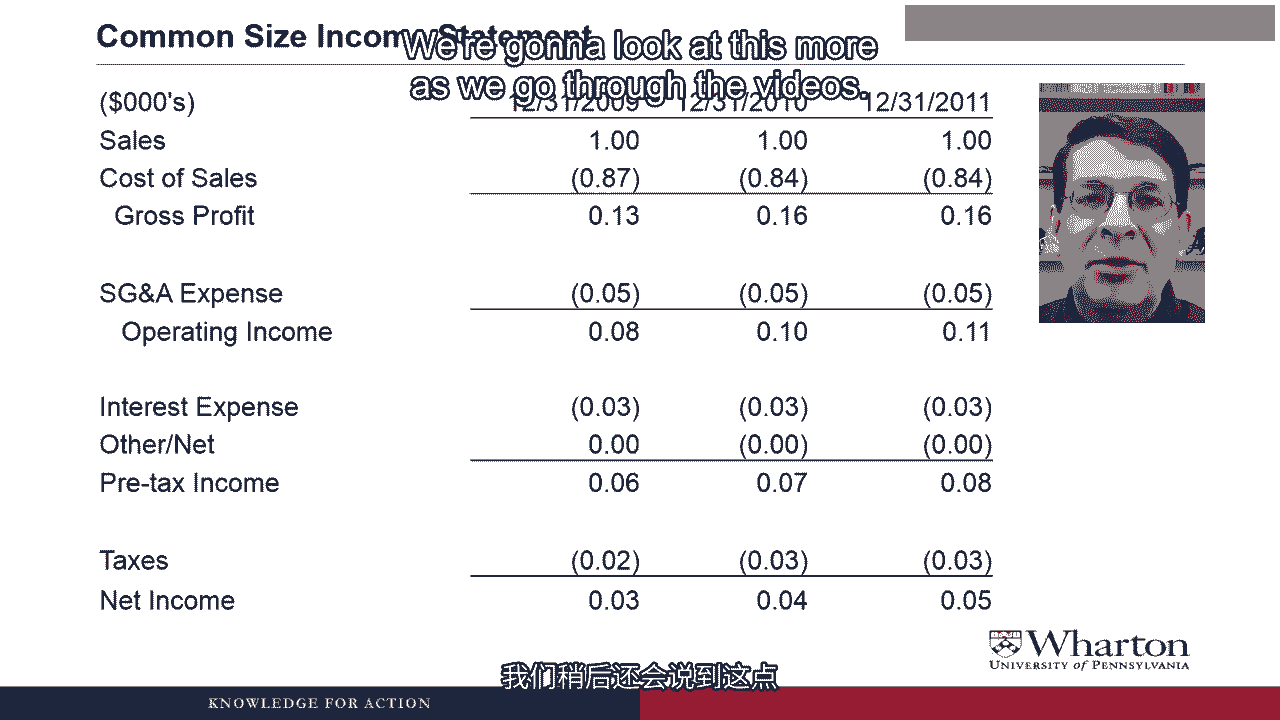 Common Size Income Statement
We're gonna look at this more
as we go through the videos.
($000's) 12/31/2009 12/31/2010 12/31/2011
Sales 1.00 1.00 1.00
Cost of Sales (0.87) (0.84) (0.84)
Gross Profit 0.13 0.16 0.16
SG&A Expense (0.05) (0.05) (0.05)
Operating Income 0.08 0.10 0.11
Interest Expense (0.03) (0.03) (0.03)
Other/Net 0.00 (0.00) (0.00)
Pre-tax Income 0.06 0.07 0.08
Taxes (0.02) (0.03) (0.03)
Net Income 0.03 0.04 0.05
Wharton
UNIVERSITY of PENNSYLVANIA
我们稍后还会说到这点
KNOWLEDGE FOR ACTION